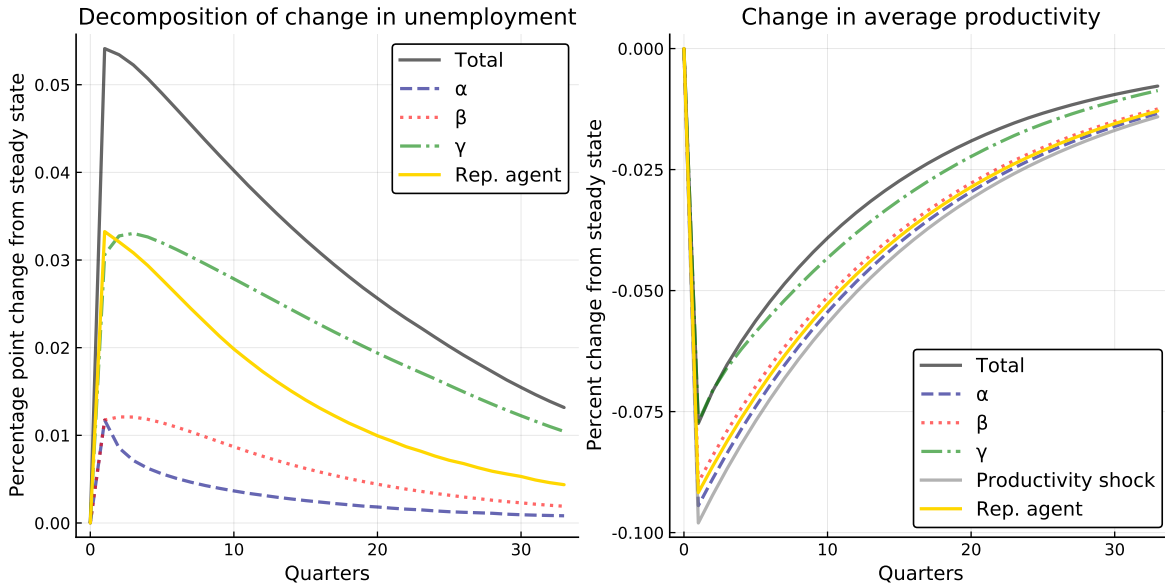 Decomposition of change in unemployment
Percentage point change from steady state
0.05
0.04
0.03
0.02
0.01
0.00
0
10
20
30
Quarters
Total
α
β
γ
Rep. agent
Change in average productivity
Percent change from steady state
0.000
-0.025
-0.050
-0.075
-0.100
0
10
20
30
Quarters
Total
α
β
γ
Productivity shock
Rep. agent